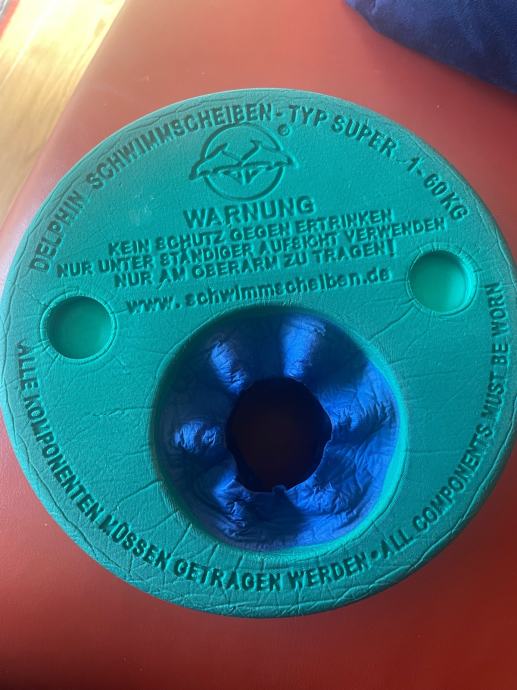 DELPHIN SCHWIMMSCHEIBEN - TYP SUPER 1-60KG
®
WARNUNG
KEIN SCHUTZ GEGEN ERTRINKEN
NUR UNTER STÄNDIGER AUFSICHT VERWENDEN
NUR AM OBERARM ZU TRAGEN!
www.schwimmscheiben.de
ALLE KOMPONENTEN MÜSSEN GETRAGEN WERDEN • ALL COMPONENTS MUST BE WORN